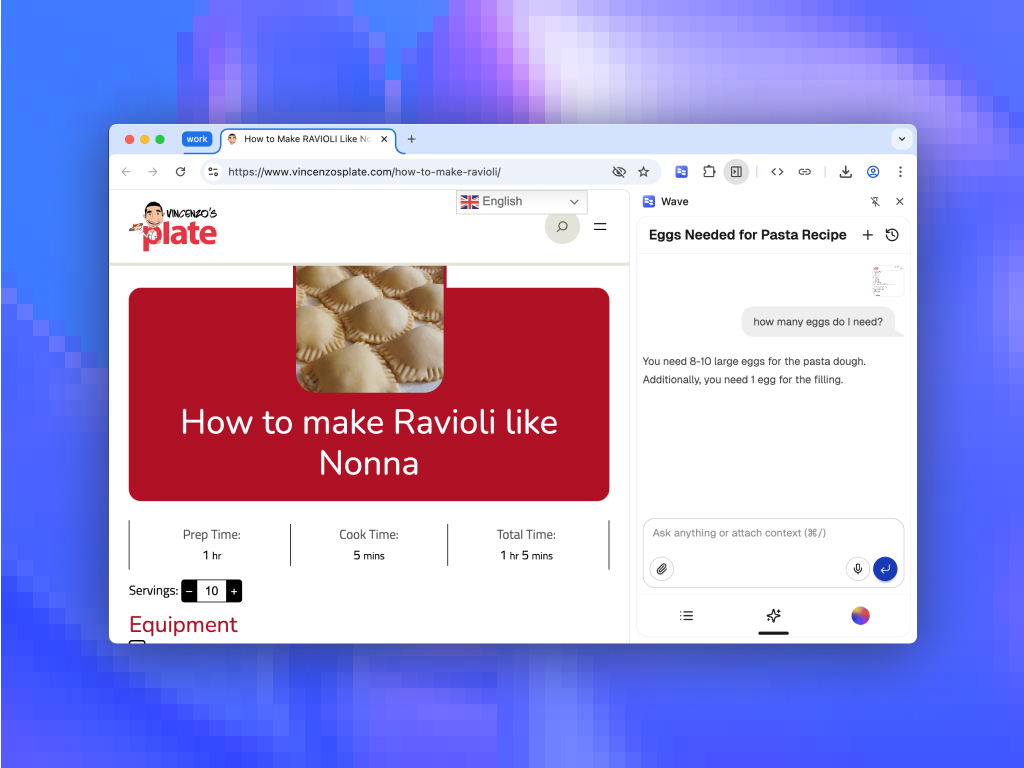 work
How to Make RAVIOLI Like No
https://www.vincenzosplate.com/how-to-make-ravioli/
VINCENZO'S
plate
English
How to make Ravioli like
Nonna
Prep Time:
1 hr
Cook Time:
5 mins
Total Time:
1 hr 5 mins
Servings: – 10 +
Equipment
Wave
Eggs Needed for Pasta Recipe
how many eggs do I need?
You need 8-10 large eggs for the pasta dough.
Additionally, you need 1 egg for the filling.
Ask anything or attach context (⌘/)